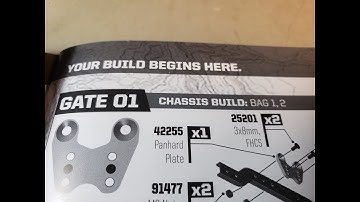 YOUR BUILD BEGINS HERE.
GATE 01 CHASSIS BUILD: BAG 1, 2
42255 x1
Panhard
Plate
25201 x2
3x8mm,
FHCS
91477 x2